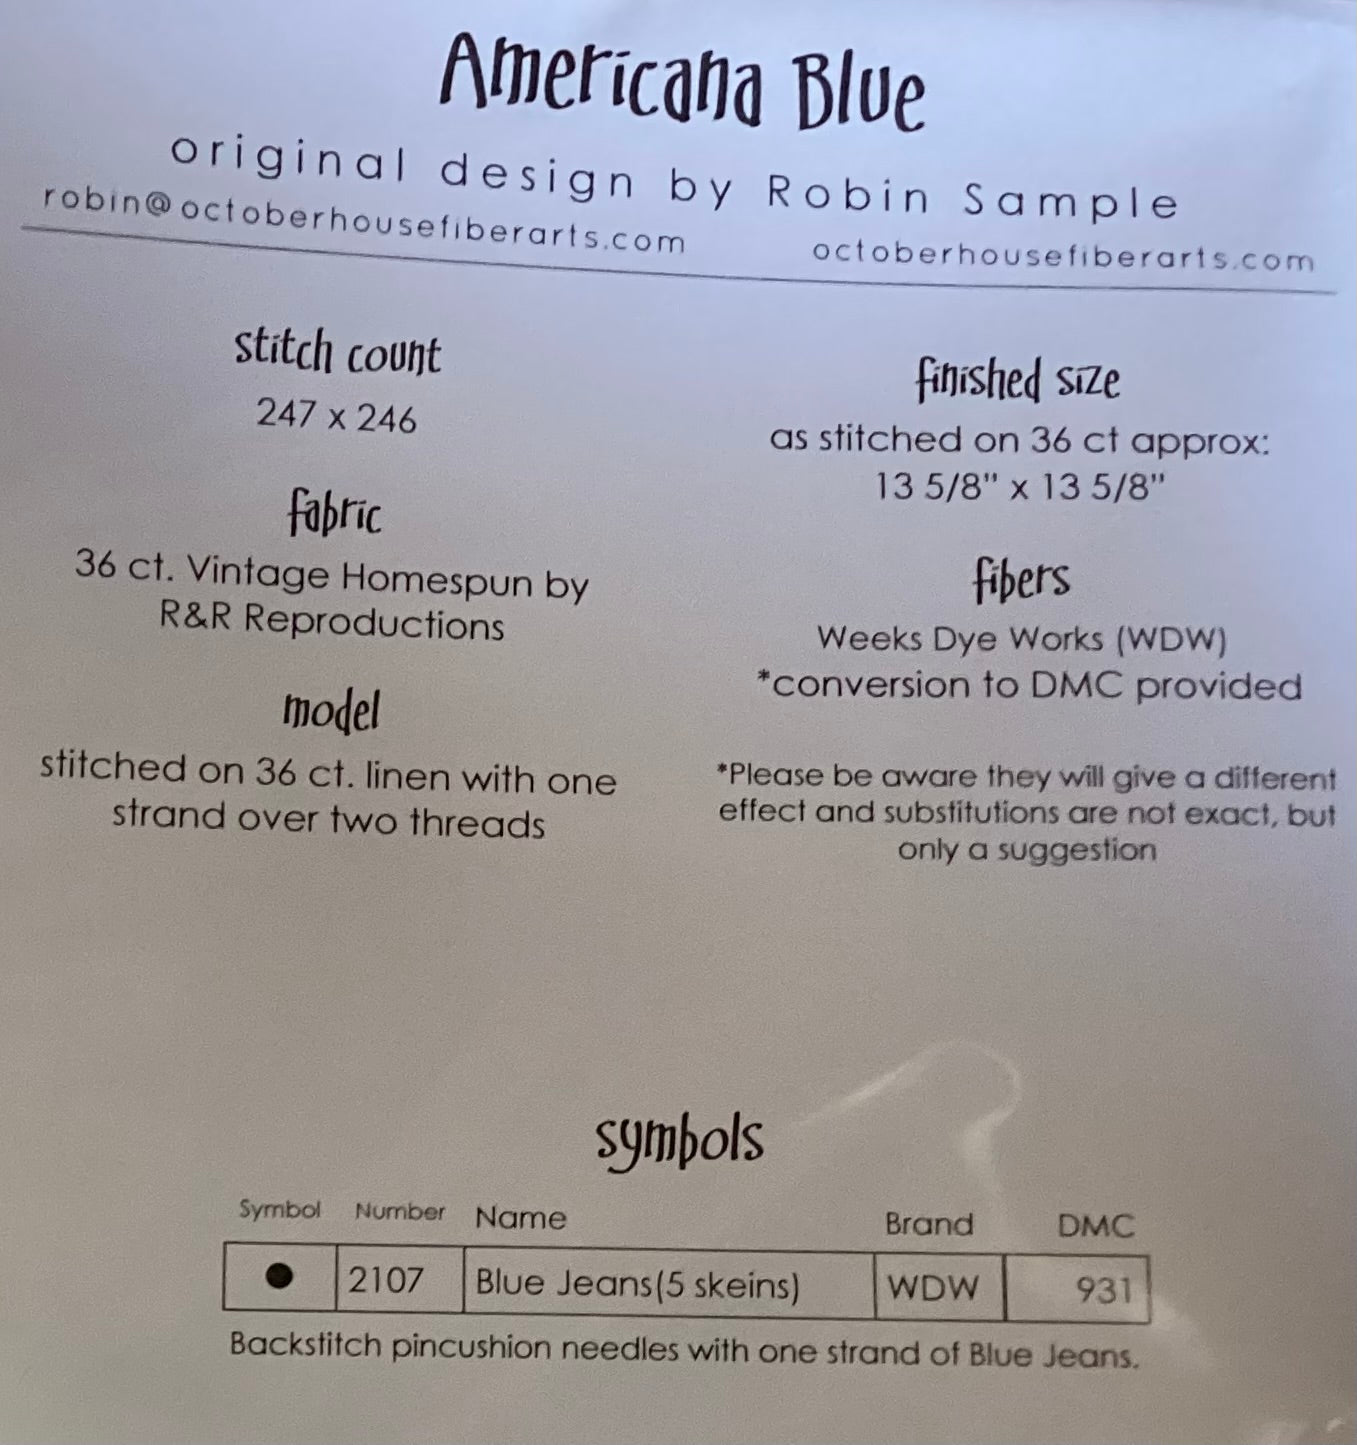 Americana Blue
original design by Robin Sample
robin@octoberhousefiberarts.com octoberhousefiberarts.com
stitch count
247 x 246
fabric
36 ct. Vintage Homespun by
R&R Reproductions
model
stitched on 36 ct. linen with one
strand over two threads
finished size
as stitched on 36 ct approx:
13 5/8" x 13 5/8"
fibers
Weeks Dye Works (WDW)
*conversion to DMC provided
*Please be aware they will give a different
effect and substitutions are not exact, but
only a suggestion
symbols
Symbol Number Name Brand DMC
● 2107 Blue Jeans(5 skeins) WDW 931
Backstitch pincushion needles with one strand of Blue Jeans.